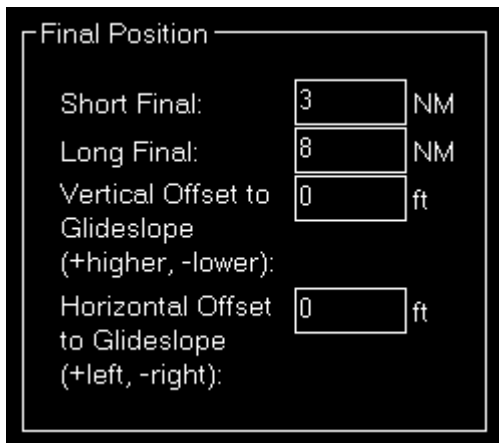 Final Position
Short Final: 3 NM
Long Final: 8 NM
Vertical Offset to 0 ft
Glideslope
(+higher, -lower):
Horizontal Offset 0 ft
to Glideslope
(+left, -right):